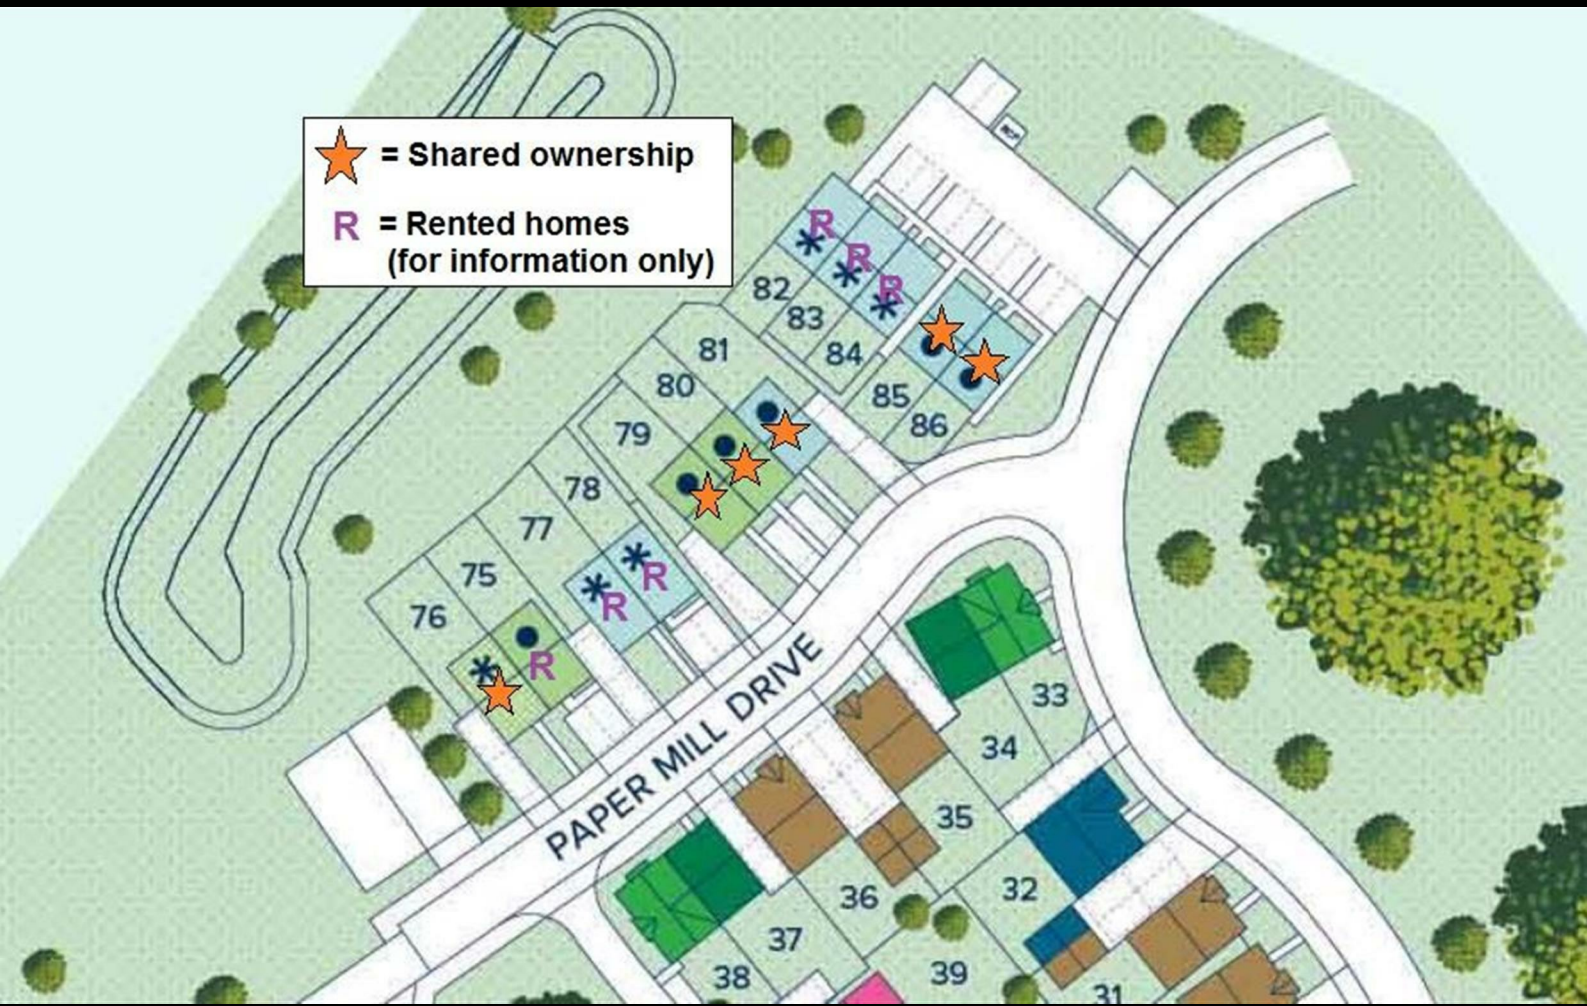 = Shared ownership
R = Rented homes
(for information only)
BCP
R
R
R
82
83
84
81
80
85
86
79
78
77
R
R
75
76
R
PAPER MILL DRIVE
33
34
35
32
36
37
38
39
31